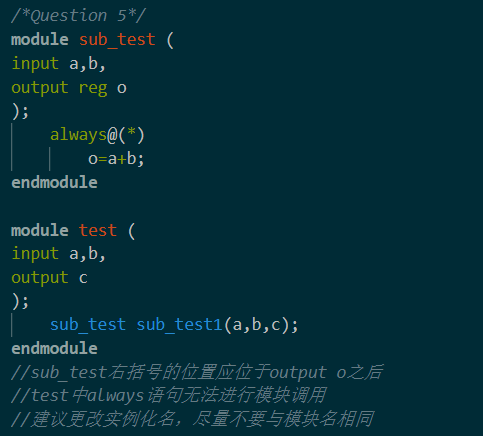 /*Question 5*/
module sub_test (
input a,b,
output reg o
);
always@(*)
o=a+b;
endmodule
module test (
input a,b,
output c
);
sub_test sub_test1(a,b,c);
endmodule
//sub_test右括号的位置应位于output o之后
//test中always语句无法进行模块调用
//建议更改实例化名，尽量不要与模块名相同